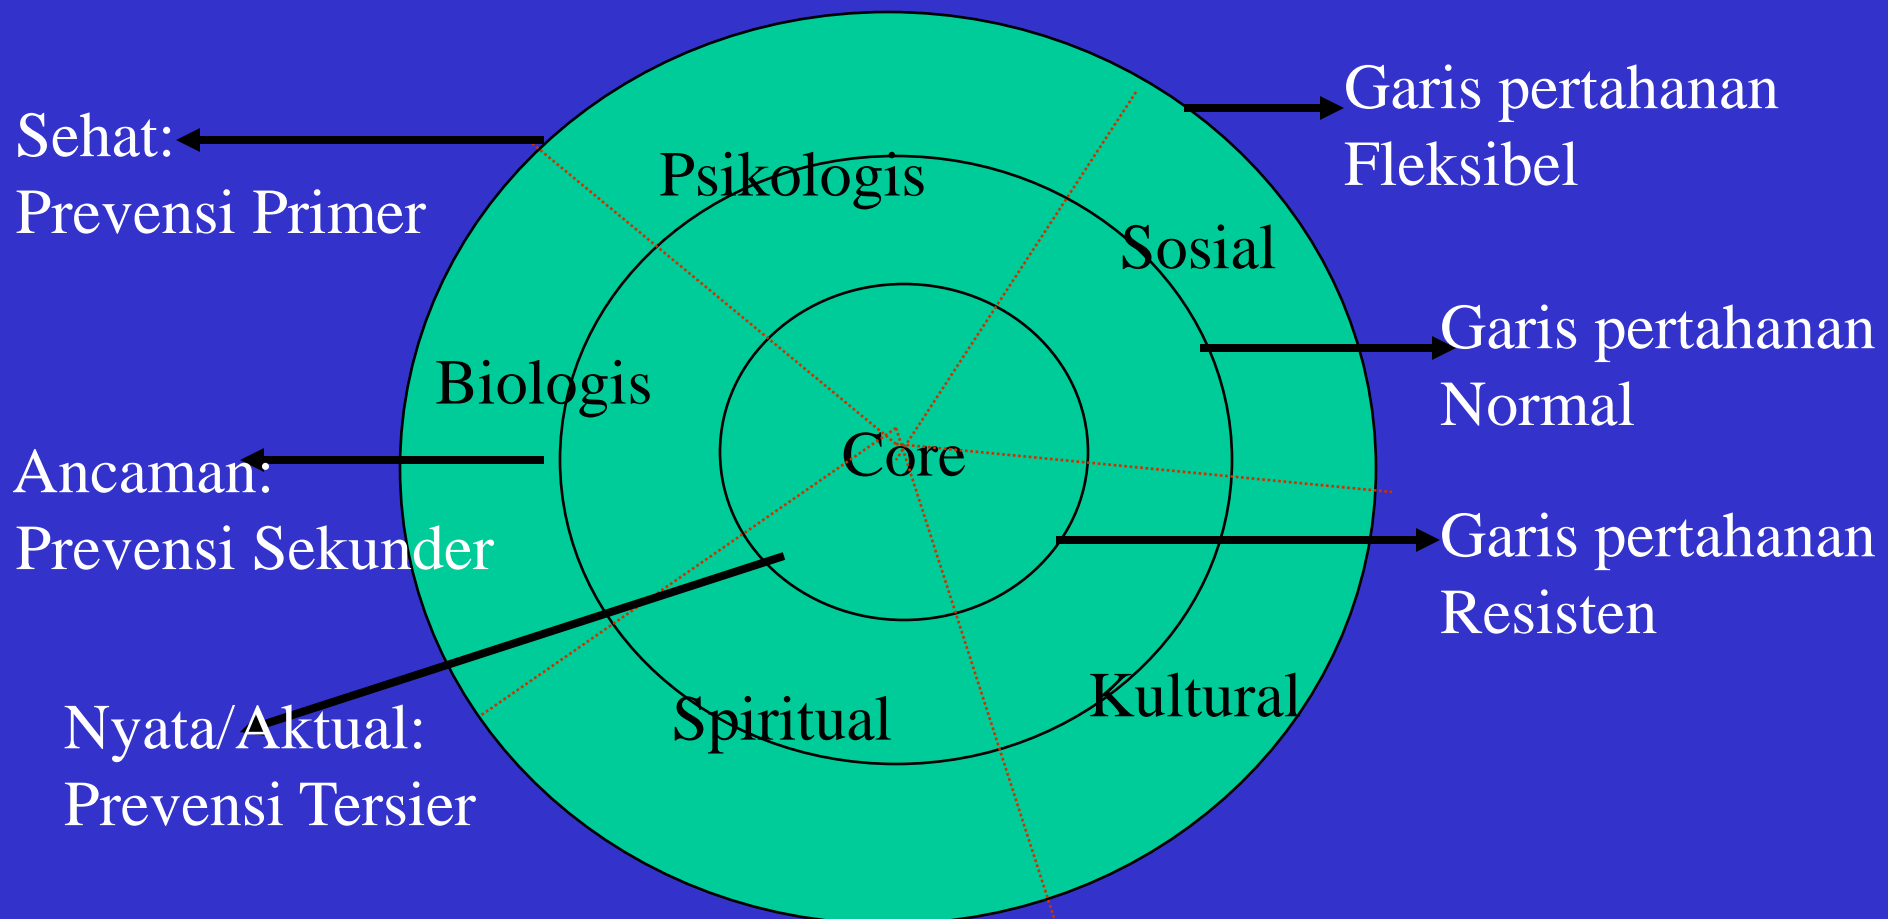 Sehat:
Prevensi Primer
Psikologis
Garis pertahanan
Fleksibel
Sosial
Biologis
Garis pertahanan
Normal
Core
Ancaman:
Prevensi Sekunder
Garis pertahanan
Resisten
Nyata/Aktual:
Prevensi Tersier
Spiritual
Kultural